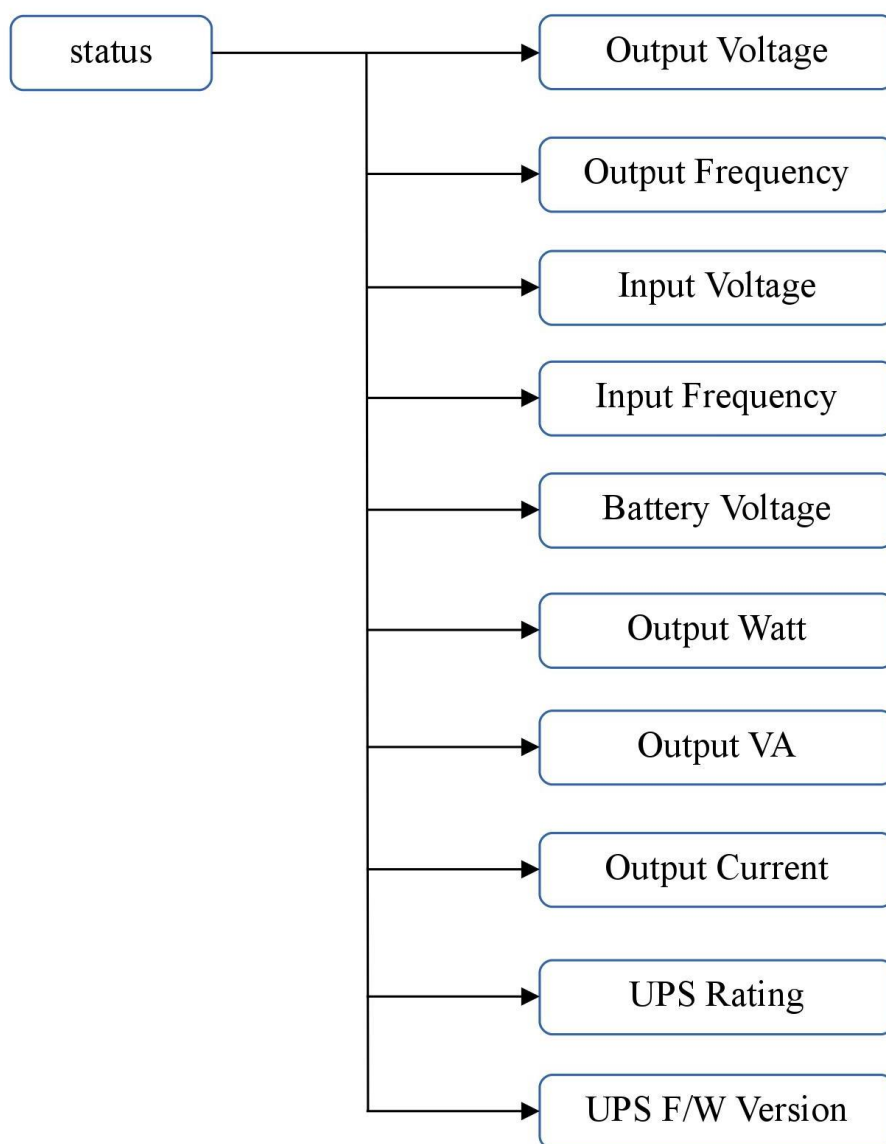 status
Output Voltage
Output Frequency
Input Voltage
Input Frequency
Battery Voltage
Output Watt
Output VA
Output Current
UPS Rating
UPS F/W Version